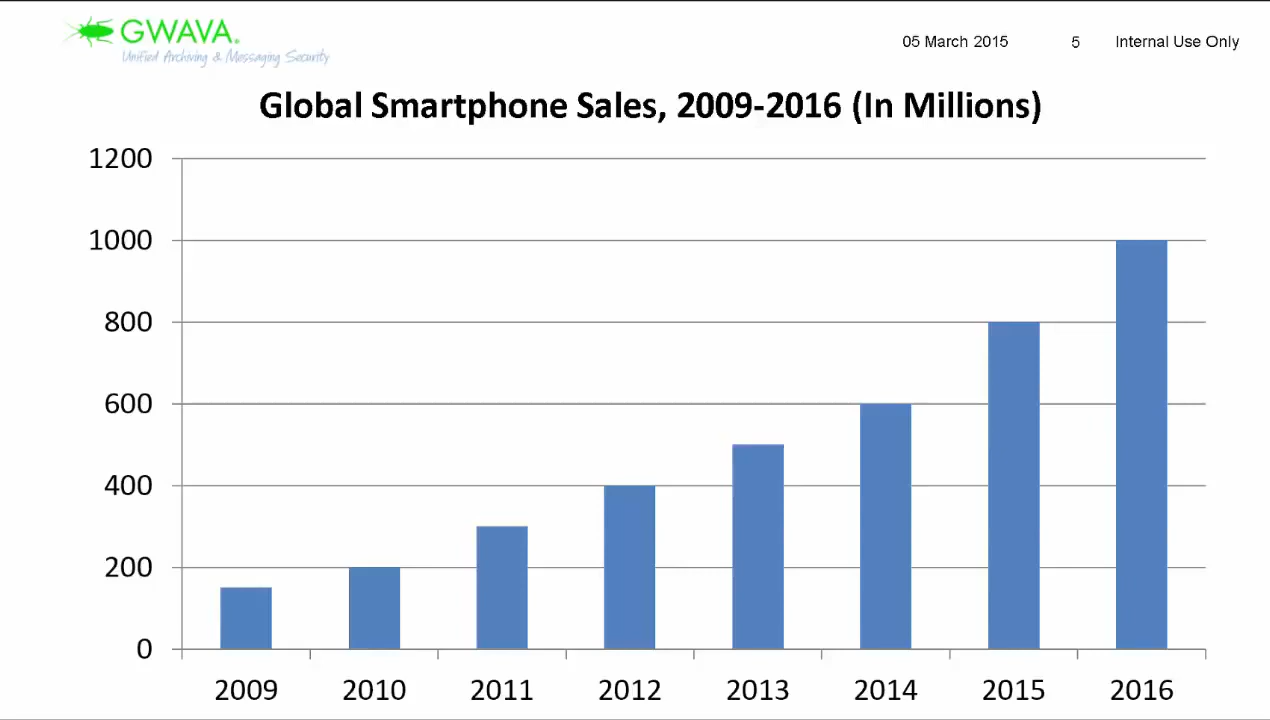 GWAVA.
Unified Archiving & Messaging Security
05 March 2015 5 Internal Use Only
Global Smartphone Sales, 2009-2016 (In Millions)
1200
1000
800
600
400
200
0
2009 2010 2011 2012 2013 2014 2015 2016